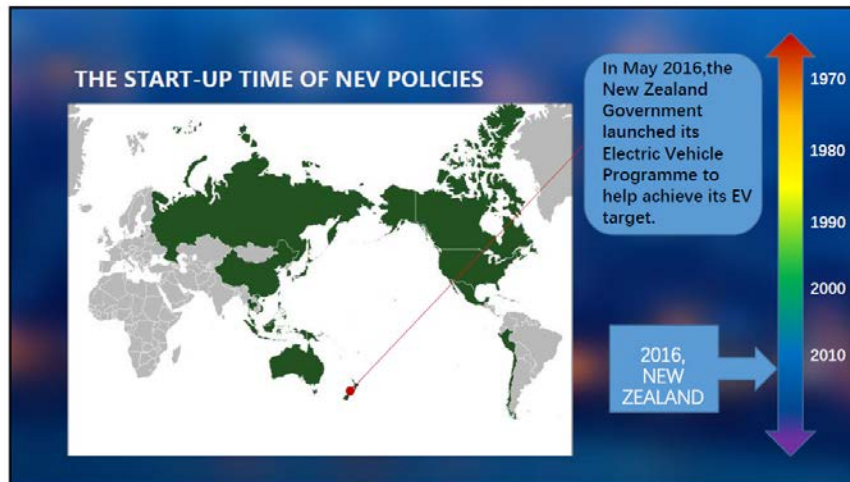 THE START-UP TIME OF NEV POLICIES
In May 2016,the
New Zealand
Government
launched its
Electric Vehicle
Programme to
help achieve its EV
target.
1970
1980
1990
2000
2010
2016,
NEW
ZEALAND